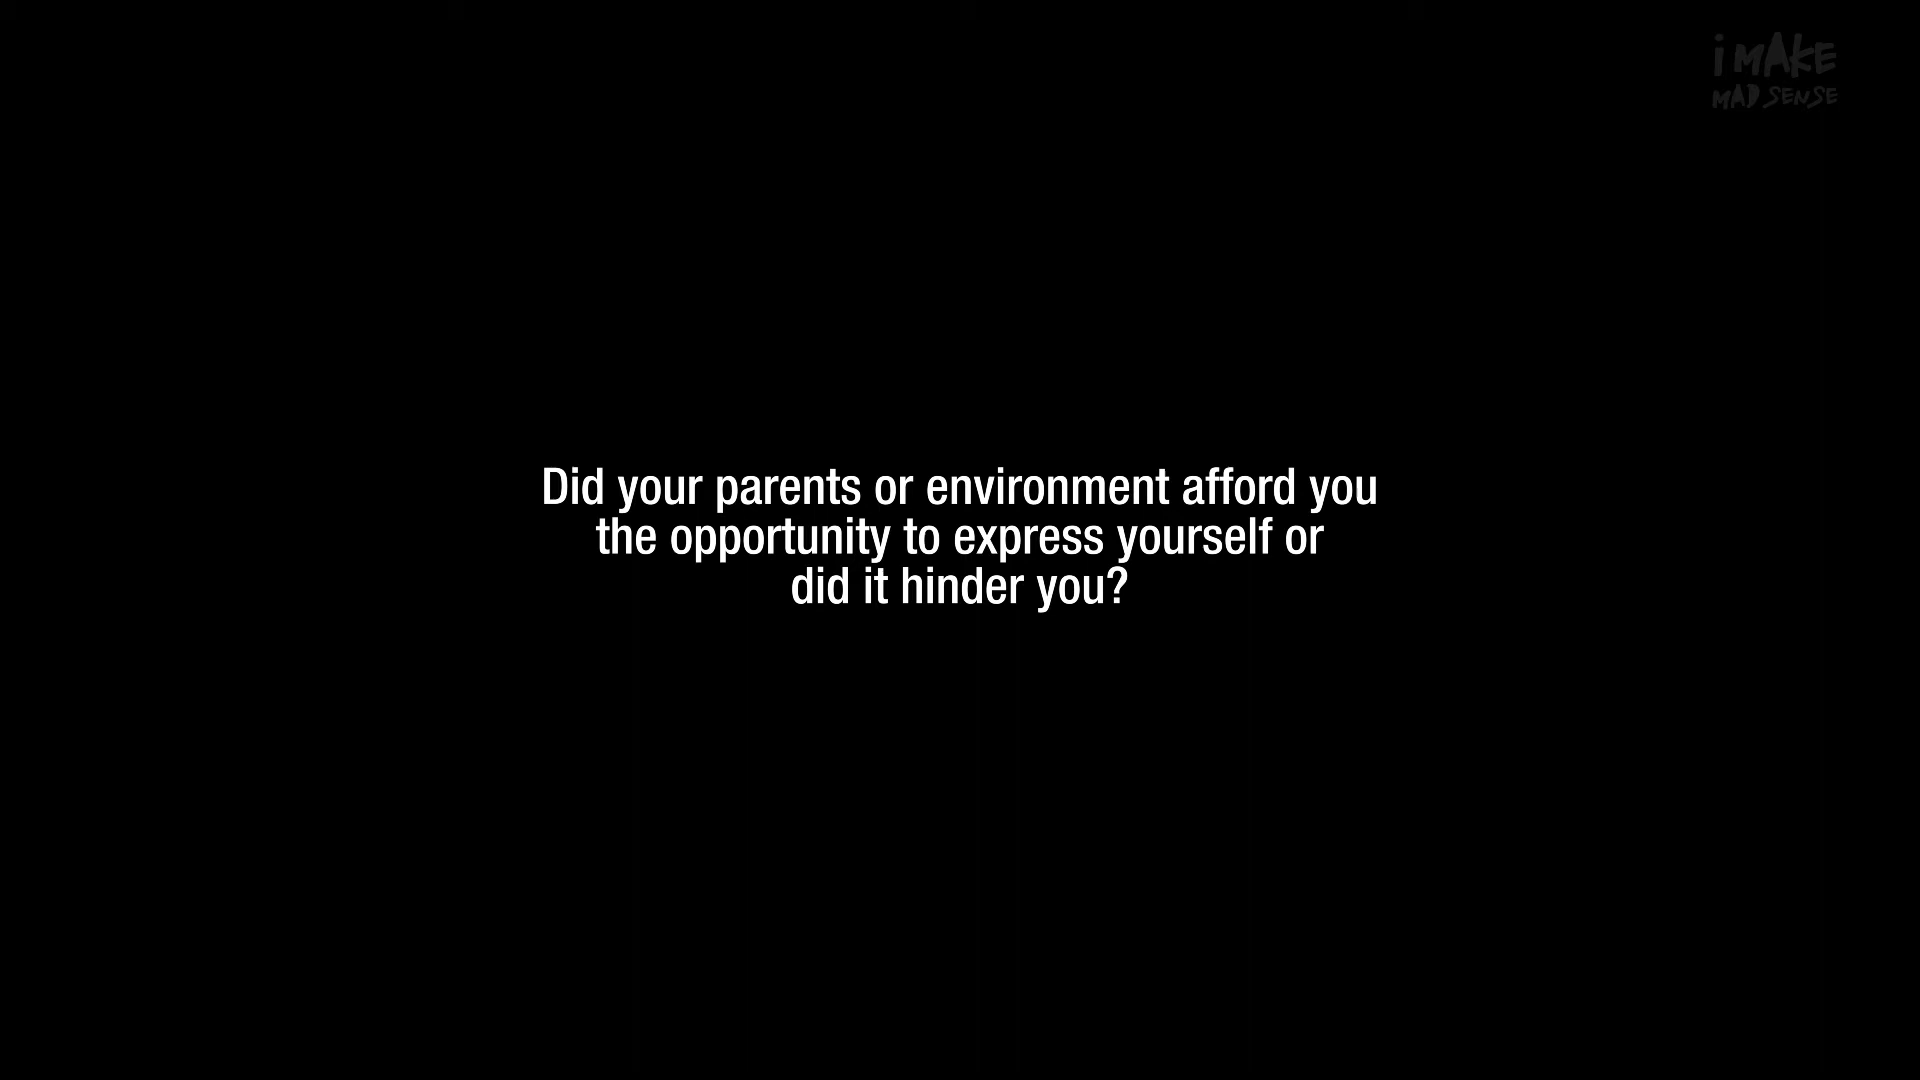 i MAKE
MAD SENSE
Did your parents or environment afford you
the opportunity to express yourself or
did it hinder you?